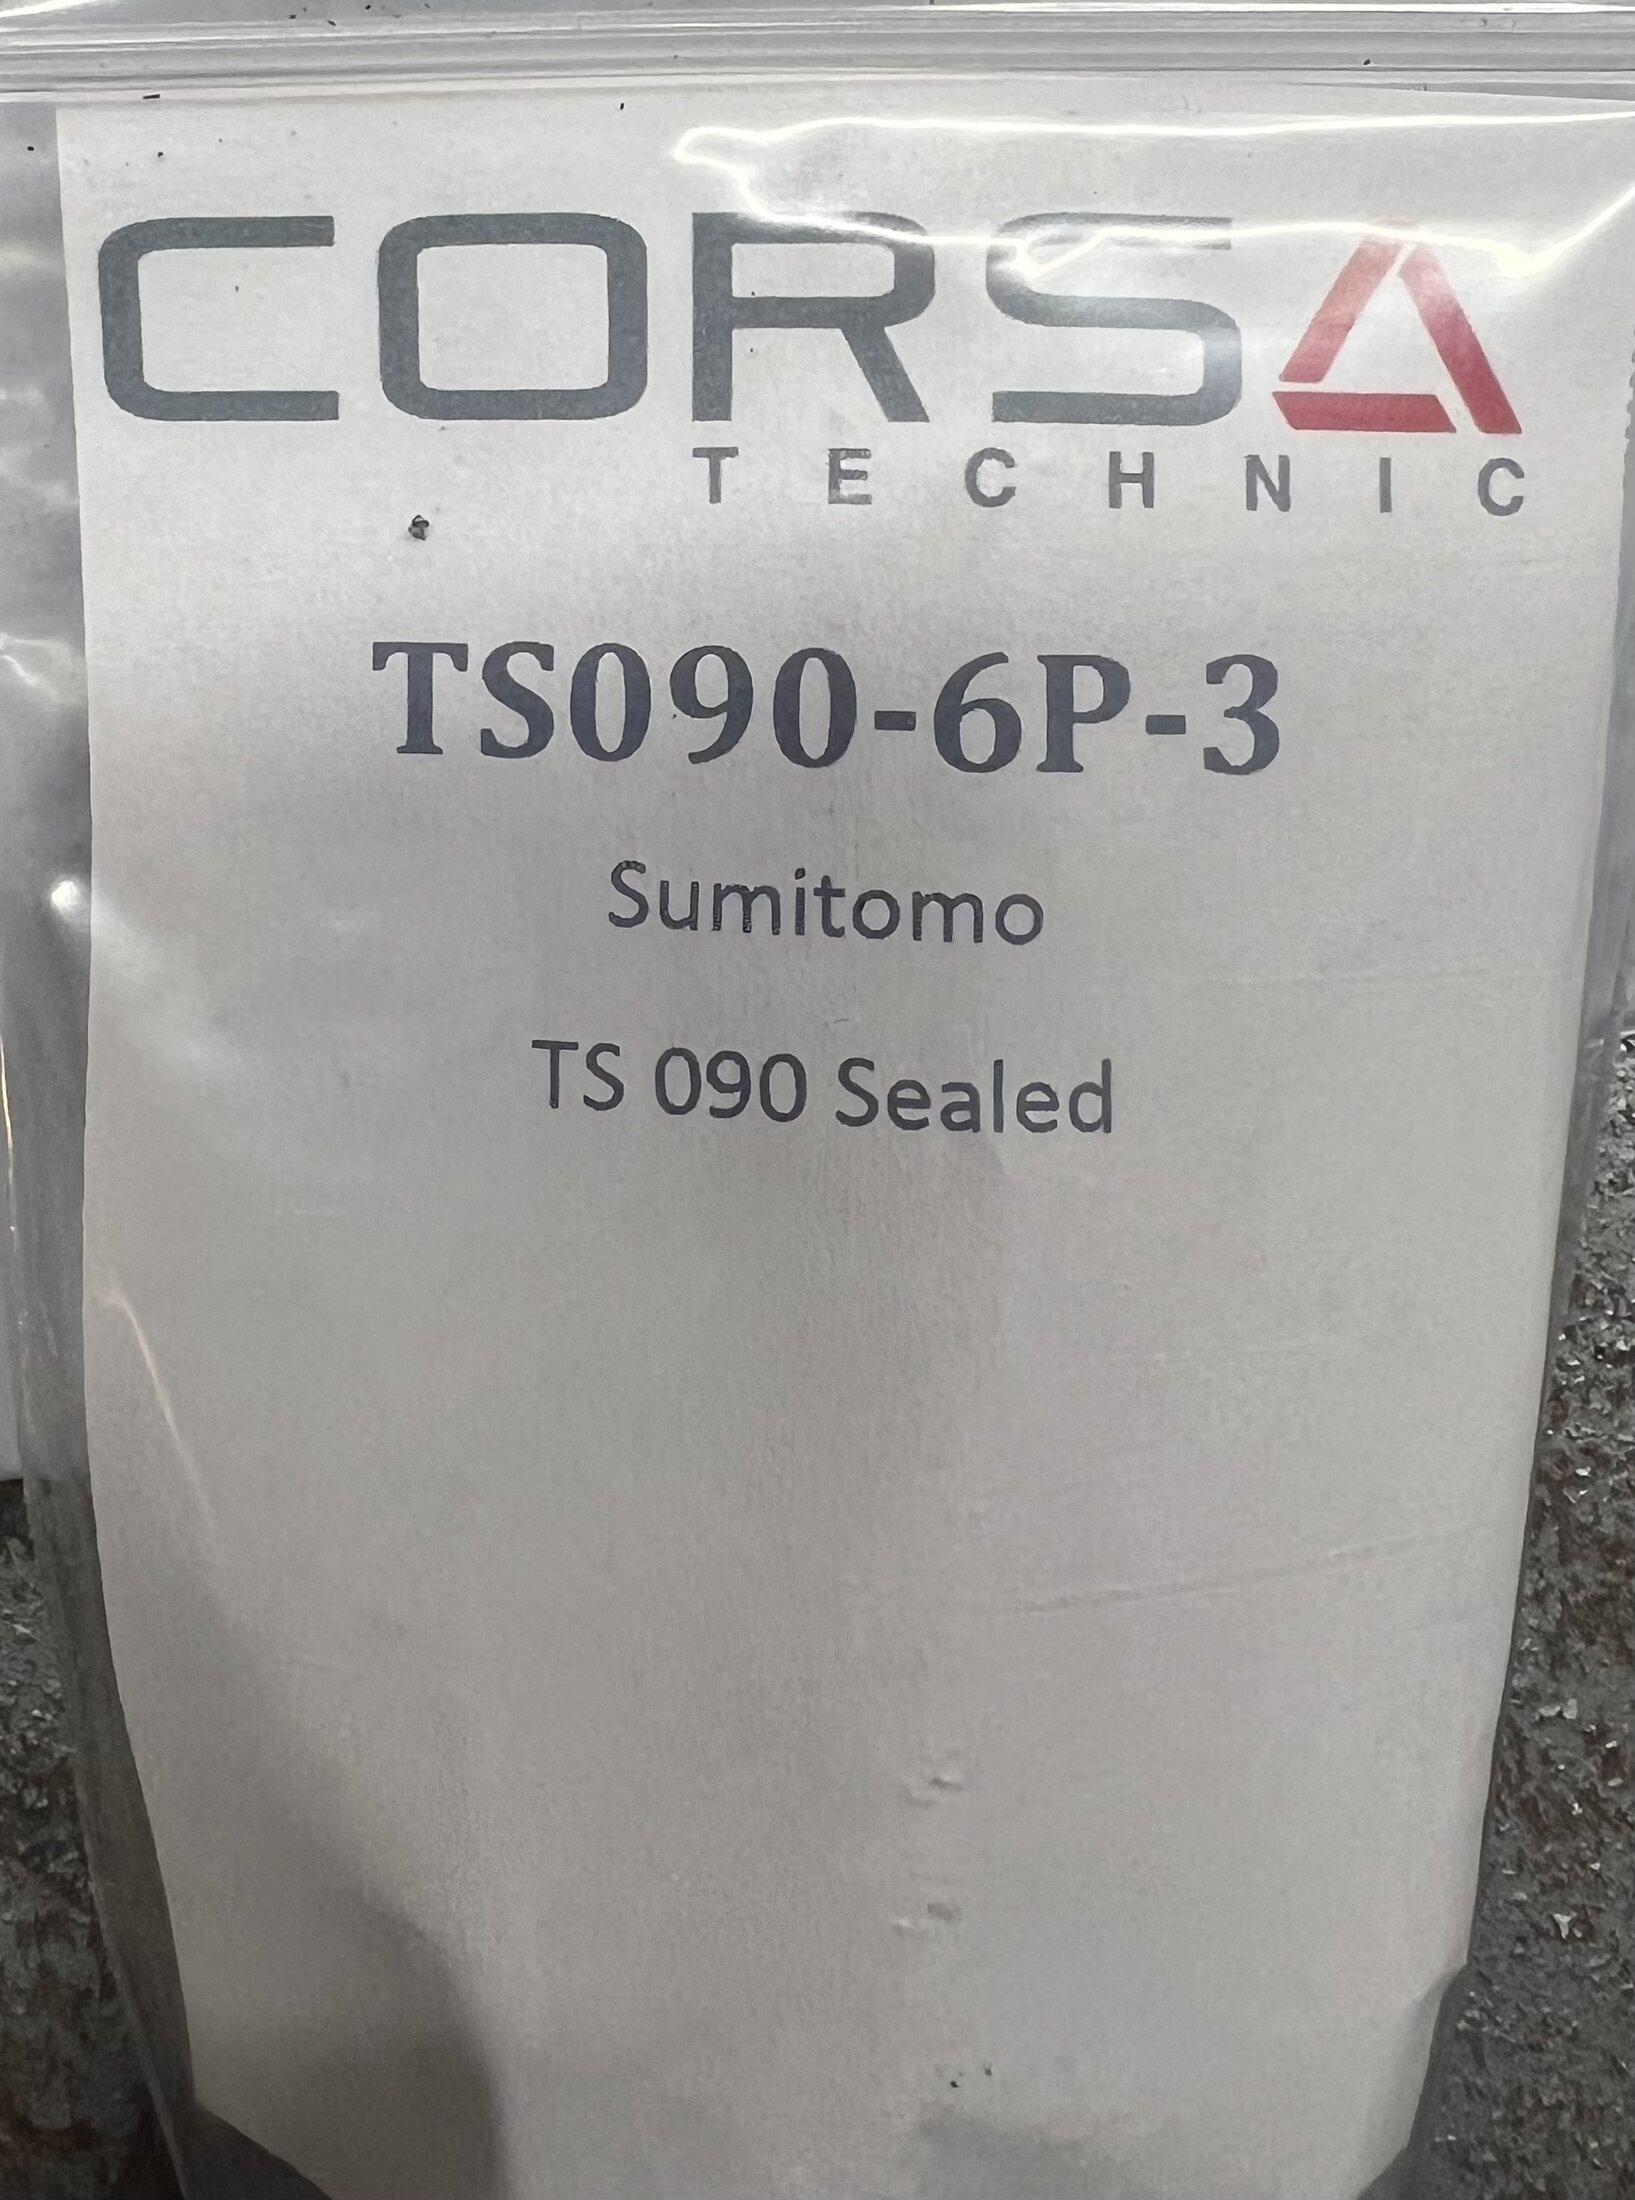 CORSA
TECHNIC
TS090-6P-3
Sumitomo
TS 090 Sealed